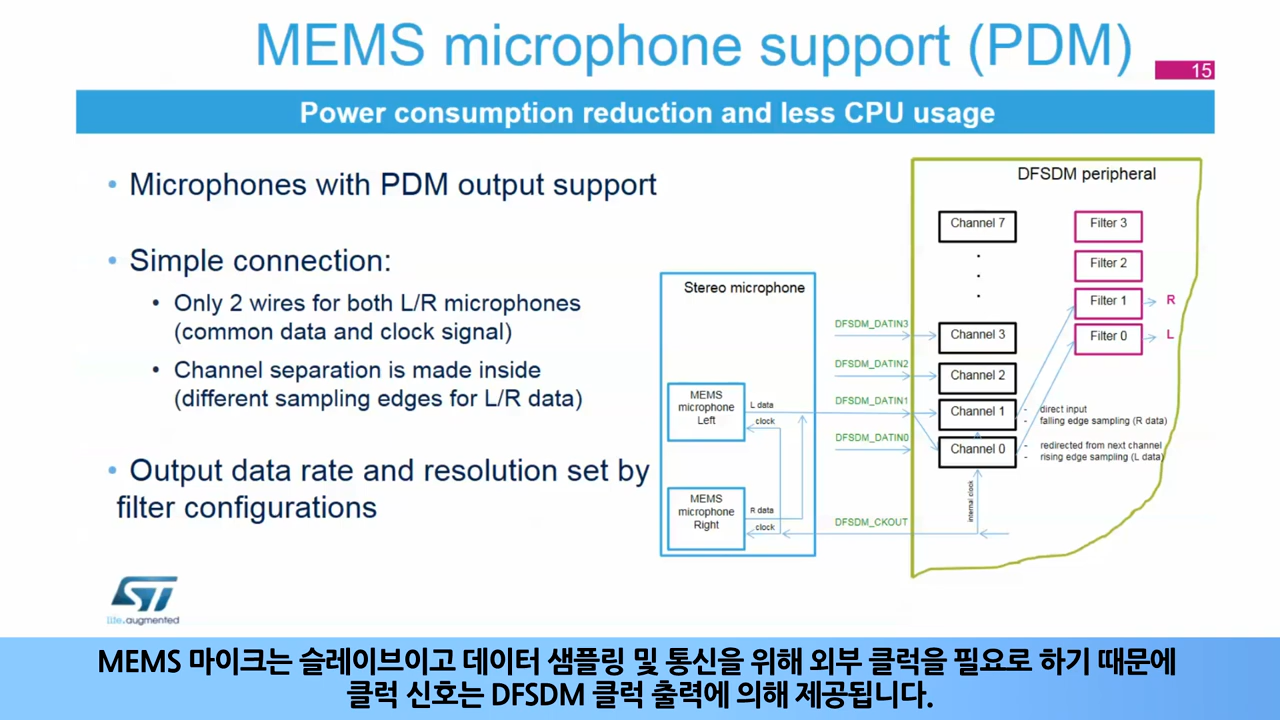 MEMS microphone support (PDM)
15
Power consumption reduction and less CPU usage
• Microphones with PDM output support
• Simple connection:
• Only 2 wires for both L/R microphones
(common data and clock signal)
• Channel separation is made inside
(different sampling edges for L/R data)
• Output data rate and resolution set by
filter configurations
Stereo microphone
MEMS
microphone
Left
L data
clock
MEMS
microphone
Right
R data
clock
DFSDM_DATIN3
DFSDM_DATIN2
DFSDM_DATIN1
DFSDM_DATIN0
DFSDM_CKOUT
DFSDM peripheral
Channel 7
Channel 3
Channel 2
Channel 1
Channel 0
internal clock
Filter 3
Filter 2
Filter 1
R
Filter 0
L
- direct input
- falling edge sampling (R data)
- redirected from next channel
- rising edge sampling (L data)
ST
life.augmented
MEMS 마이크는 슬레이브이고 데이터 샘플링 및 통신을 위해 외부 클럭을 필요로 하기 때문에
클럭 신호는 DFSDM 클럭 출력에 의해 제공됩니다.